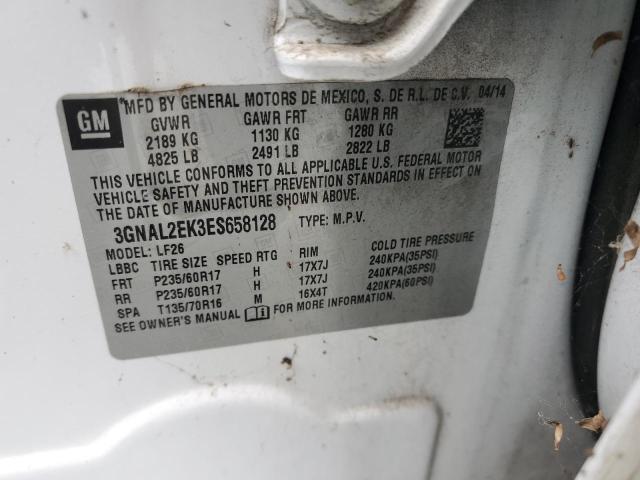 GM
*MFD BY GENERAL MOTORS DE MEXICO, S. DE R.L. DE C.V. 04/14
GVWR GAWR FRT GAWR RR
2189 KG 1130 KG 1280 KG
4825 LB 2491 LB 2822 LB
THIS VEHICLE CONFORMS TO ALL APPLICABLE U.S. FEDERAL MOTOR
VEHICLE SAFETY AND THEFT PREVENTION STANDARDS IN EFFECT ON
THE DATE OF MANUFACTURE SHOWN ABOVE.
3GNAL2EK3ES658128 TYPE: M.P.V.
MODEL: LF26
LBBC TIRE SIZE SPEED RTG RIM COLD TIRE PRESSURE
FRT P235/60R17 H 17X7J 240KPA(35PSI)
RR P235/60R17 H 17X7J 240KPA(35PSI)
SPA T135/70R16 M 16X4T 420KPA(60PSI)
SEE OWNER'S MANUAL FOR MORE INFORMATION.